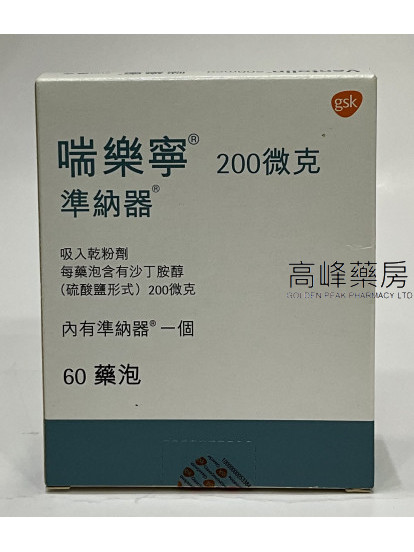 gsk
喘樂寧®
200微克
準納器®
吸入乾粉劑
每藥泡含有沙丁胺醇
(硫酸鹽形式) 200微克
內有準納器®一個
60 藥泡
高峰藥房
GOLDEN PEAK PHARMACY LTD